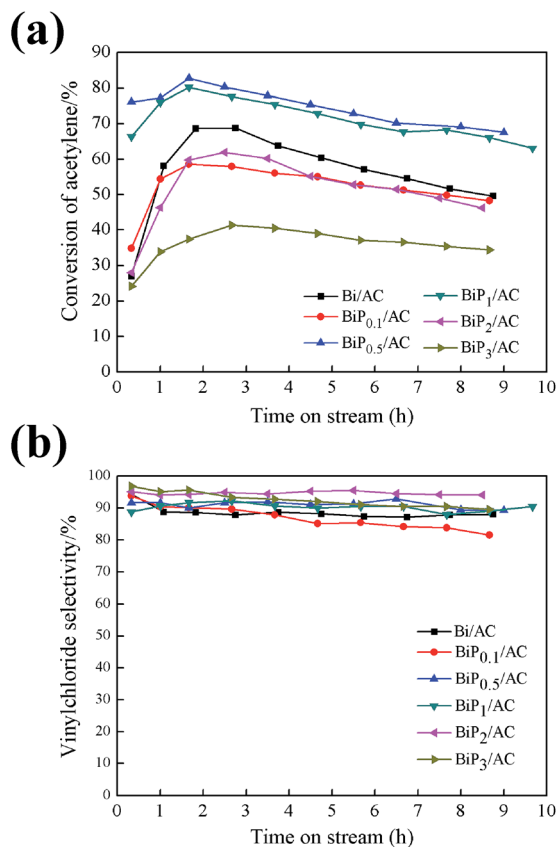 (a)
Conversion of acetylene/%
90
80
70
60
50
40
30
20
10
0
Bi/AC
BiP0.1/AC
BiP0.5/AC
BiP1/AC
BiP2/AC
BiP3/AC
0 1 2 3 4 5 6 7 8 9 10
Time on stream (h)
(b)
Vinylchloride selectivity/%
100
90
80
70
60
50
40
30
20
10
0
Bi/AC
BiP0.1/AC
BiP0.5/AC
BiP1/AC
BiP2/AC
BiP3/AC
0 1 2 3 4 5 6 7 8 9 10
Time on stream (h)